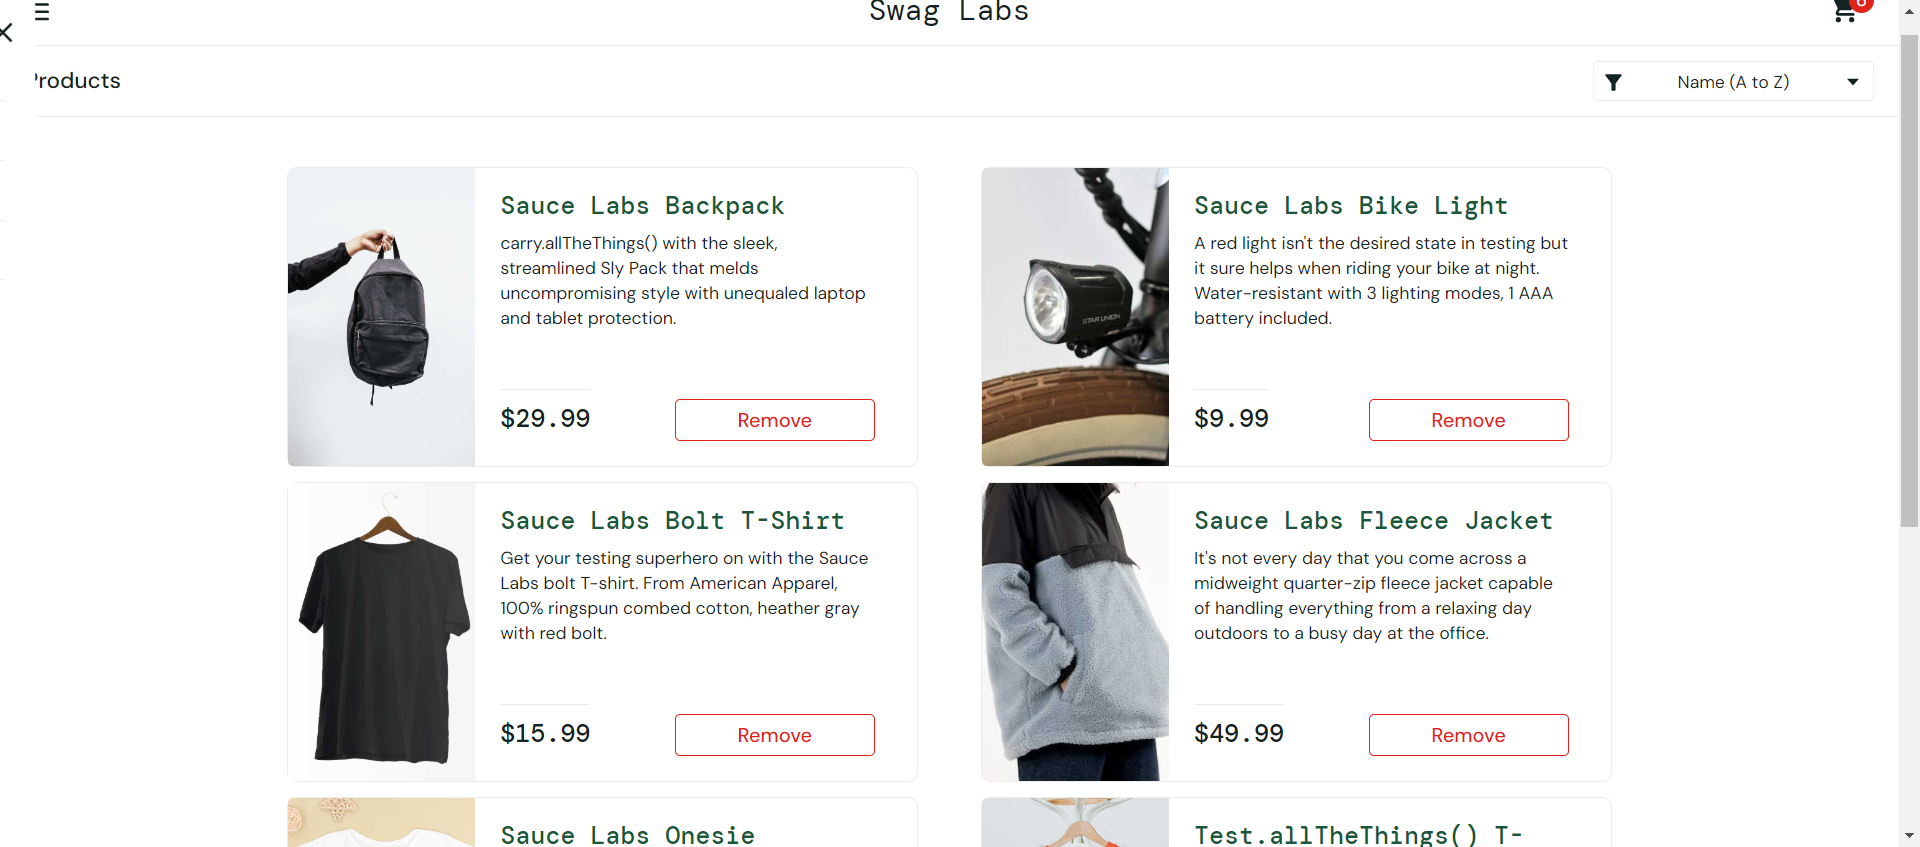 Swag Labs
6
Products
Name (A to Z)
Sauce Labs Backpack
carry.allTheThings() with the sleek,
streamlined Sly Pack that melds
uncompromising style with unequaled laptop
and tablet protection.
$29.99
Remove
Sauce Labs Bike Light
A red light isn't the desired state in testing but
it sure helps when riding your bike at night.
Water-resistant with 3 lighting modes, 1 AAA
battery included.
$9.99
Remove
STAR UNION
Sauce Labs Bolt T-Shirt
Get your testing superhero on with the Sauce
Labs bolt T-shirt. From American Apparel,
100% ringspun combed cotton, heather gray
with red bolt.
$15.99
Remove
Sauce Labs Fleece Jacket
It's not every day that you come across a
midweight quarter-zip fleece jacket capable
of handling everything from a relaxing day
outdoors to a busy day at the office.
$49.99
Remove
Sauce Labs Onesie
Test.allTheThings() T-